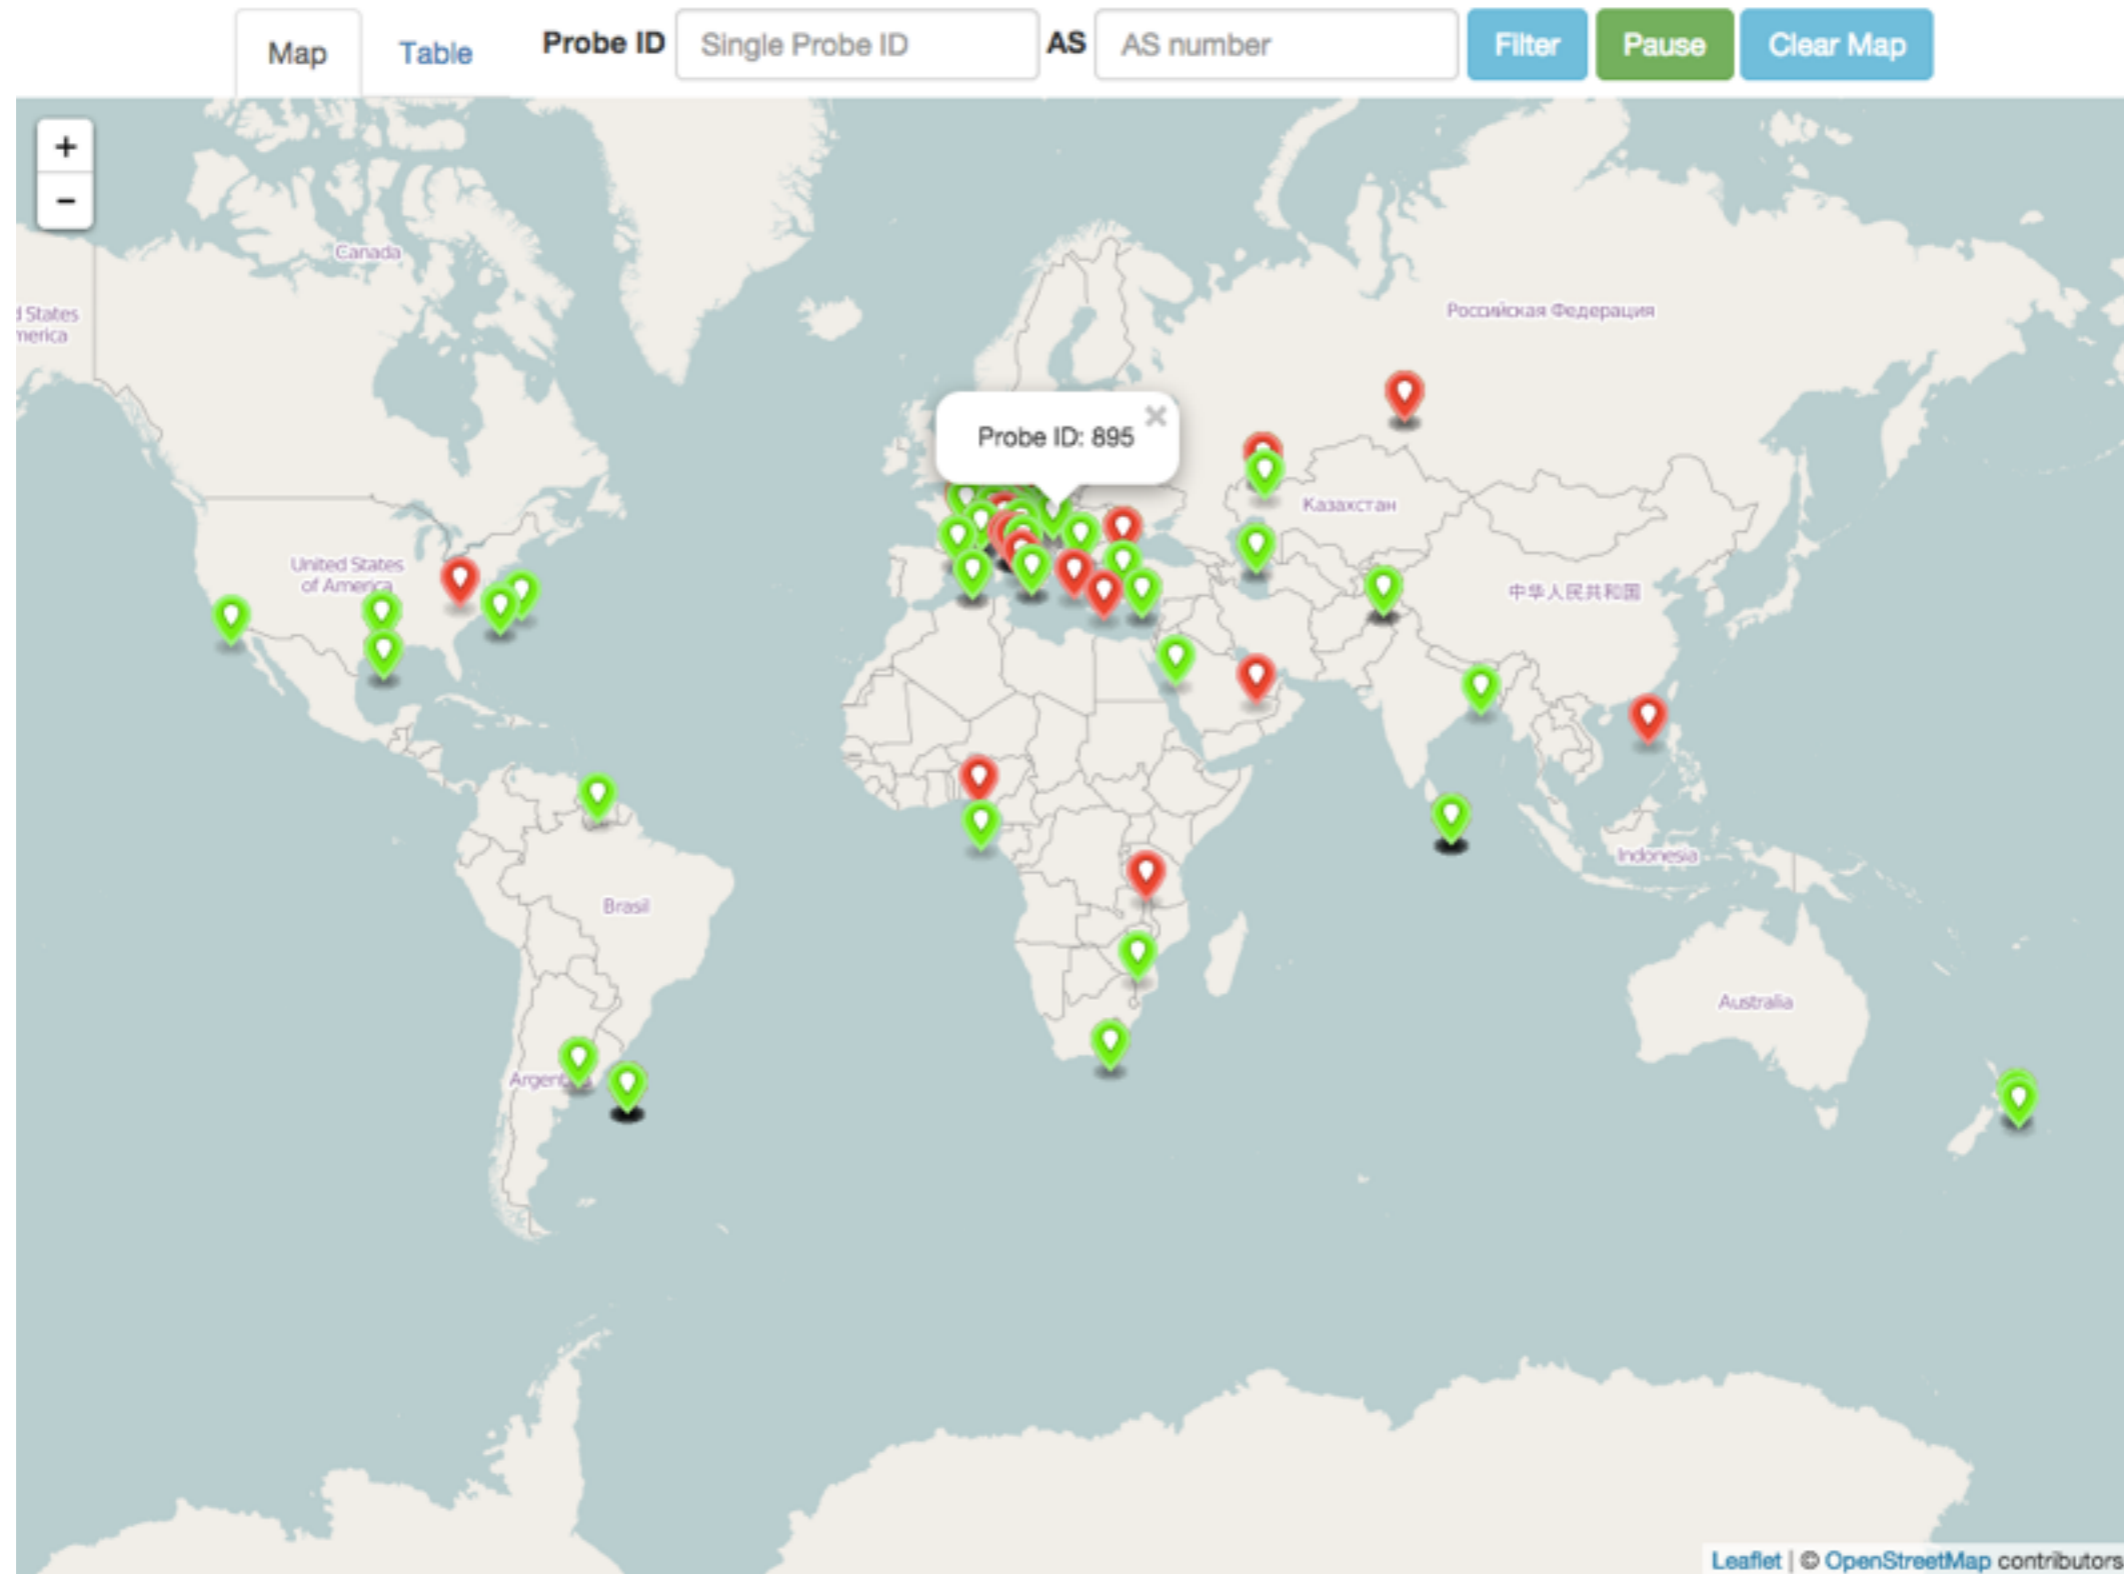 Map
Table
Probe ID
Single Probe ID
AS
AS number
Filter
Pause
Clear Map
+
−
Canada
d States
merica
Российская Федерация
Probe ID: 895
×
Казахстан
United States
of America
中华人民共和国
Indonesia
Brasil
Australia
Argen
Leaflet | © OpenStreetMap contributors